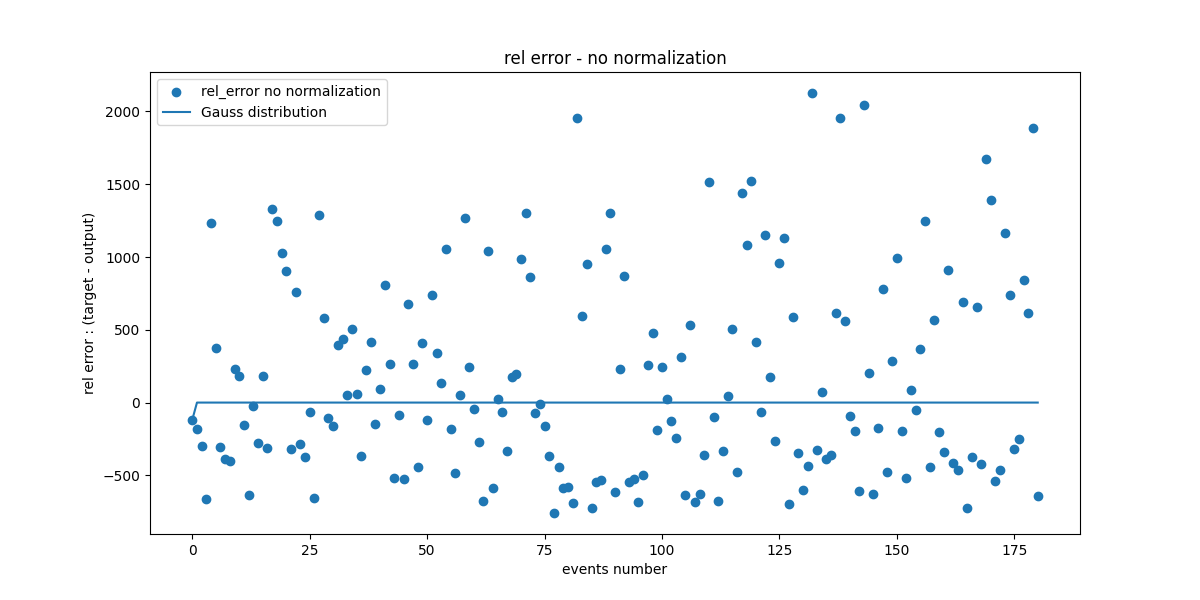 rel error - no normalization
rel_error no normalization
Gauss distribution
rel error : (target - output)
2000
1500
1000
500
0
−500
0 25 50 75 100 125 150 175
events number